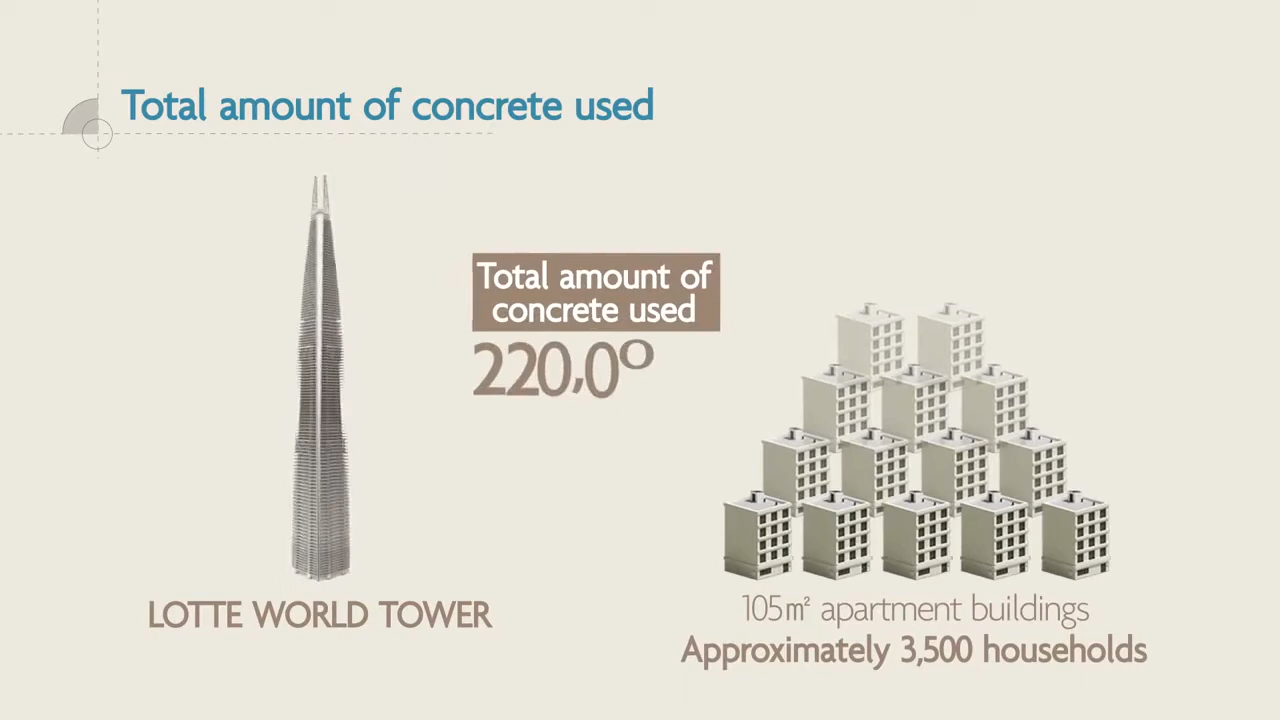 Total amount of concrete used
Total amount of
concrete used
220,0
LOTTE WORLD TOWER
105㎡ apartment buildings
Approximately 3,500 households